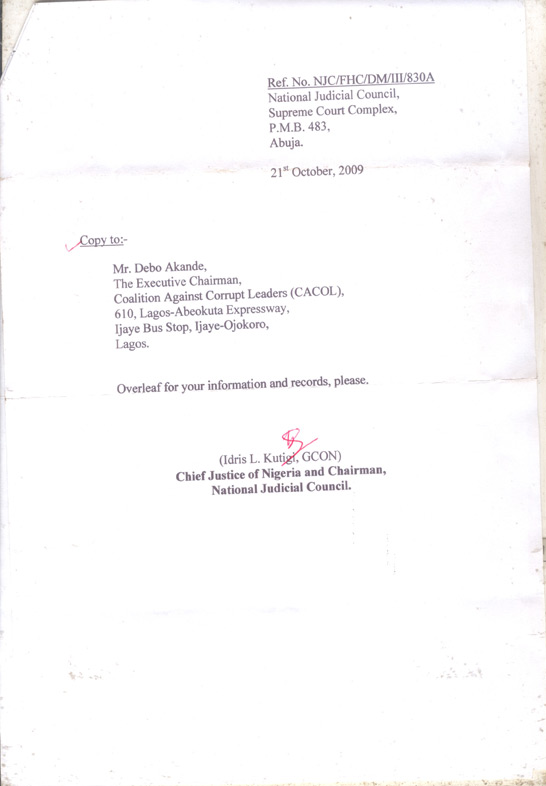 Ref. No. NJC/FHC/DM/III/830A
National Judicial Council,
Supreme Court Complex,
P.M.B. 483,
Abuja.
21st October, 2009
Copy to:-
Mr. Debo Akande,
The Executive Chairman,
Coalition Against Corrupt Leaders (CACOL),
610, Lagos-Abeokuta Expressway,
Ijaye Bus Stop, Ijaye-Ojokoro,
Lagos.
Overleaf for your information and records, please.
(Idris L. Kutigi, GCON)
Chief Justice of Nigeria and Chairman,
National Judicial Council.